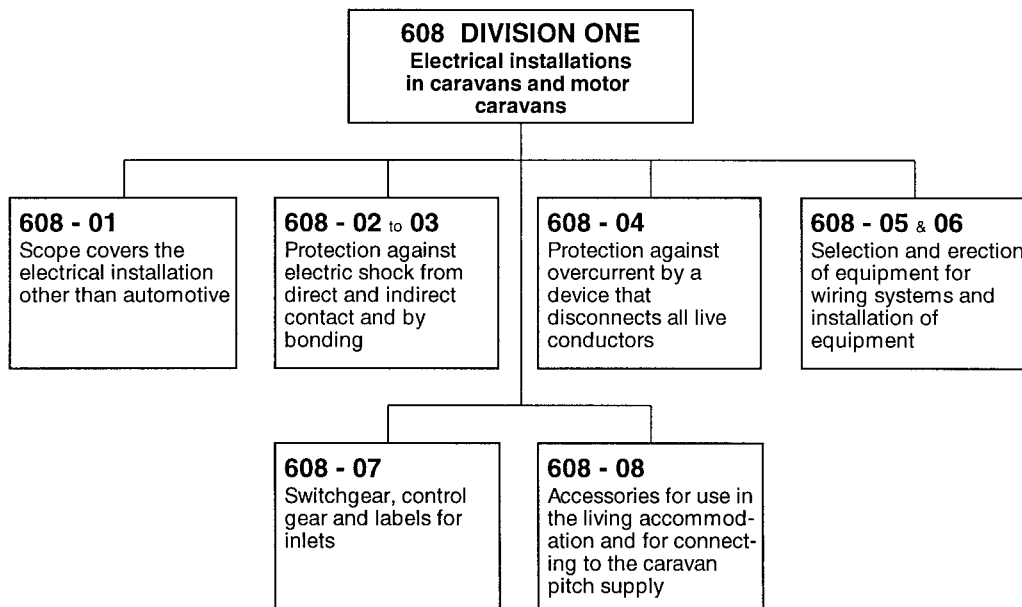 608 DIVISION ONE
Electrical installations
in caravans and motor
caravans
608 - 01
Scope covers the
electrical installation
other than automotive
608 - 02 to 03
Protection against
electric shock from
direct and indirect
contact and by
bonding
608 - 04
Protection against
overcurrent by a
device that
disconnects all live
conductors
608 - 05 & 06
Selection and erection
of equipment for
wiring systems and
installation of
equipment
608 - 07
Switchgear, control
gear and labels for
inlets
608 - 08
Accessories for use in
the living accommod-
ation and for connect-
ing to the caravan
pitch supply